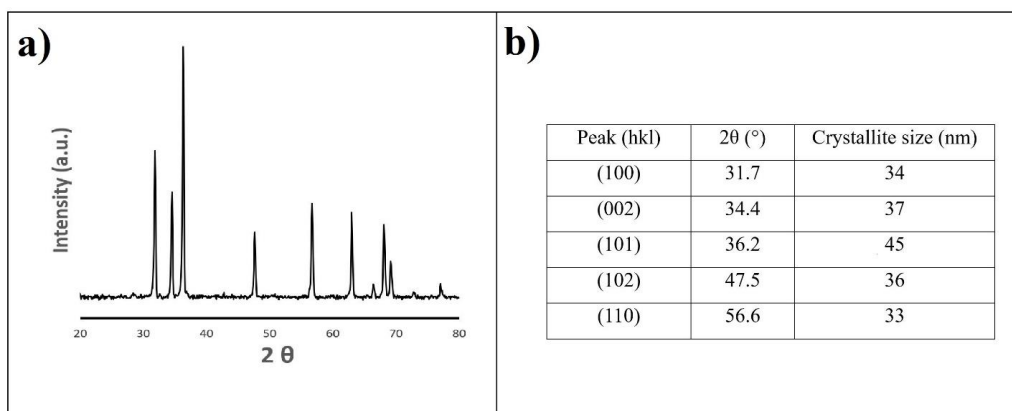 a)
Intensity (a.u.)
20 30 40 50 60 70 80
2 θ
b)
Peak (hkl) 2θ (°) Crystallite size (nm)
(100) 31.7 34
(002) 34.4 37
(101) 36.2 45
(102) 47.5 36
(110) 56.6 33